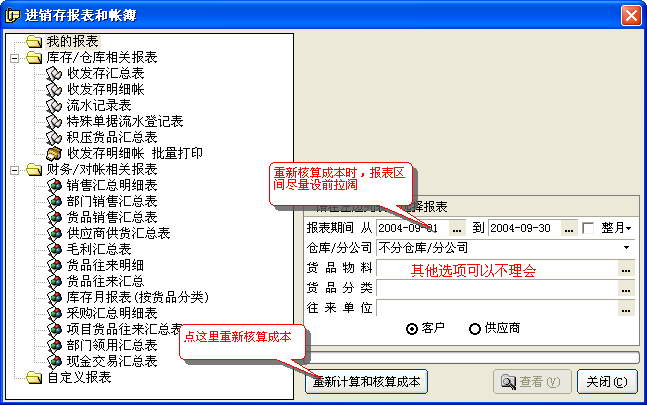 进销存报表和帐簿
我的报表
库存/仓库相关报表
收发存汇总表
收发存明细帐
流水记录表
特殊单据流水登记表
积压货品汇总表
收发存明细帐 批量打印
财务/对帐相关报表
销售汇总明细表
部门销售汇总表
货品销售汇总表
供应商供货汇总表
毛利汇总表
货品往来明细
货品往来汇总
库存月报表(按货品分类)
采购汇总明细表
项目货品往来汇总表
部门领用汇总表
现金交易汇总表
自定义报表
重新核算成本时，报表区
间尽量设前拉阔
选择报表
报表期间 从 2004-09-01 ... 到 2004-09-30 ... 整月
仓库/分公司 不分仓库/分公司
货品物料 ...
其他选项可以不理会
货品分类 ...
往来单位 ...
客户 供应商
点这里重新核算成本
重新计算和核算成本 查看(V) 关闭(C)